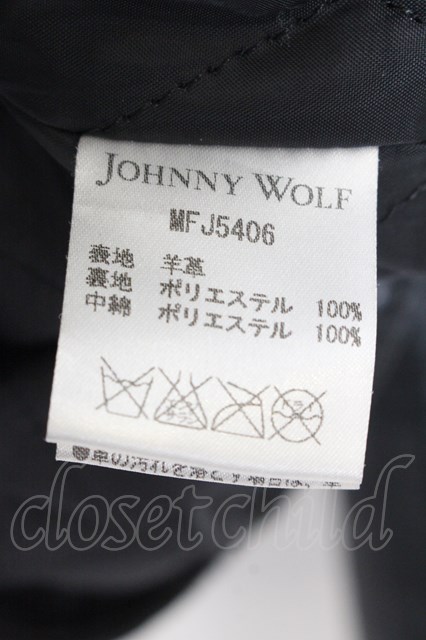 JOHNNY WOLF
MFJ5406
表地 羊革
裏地 ポリエステル 100%
中綿 ポリエステル 100%
closetchild